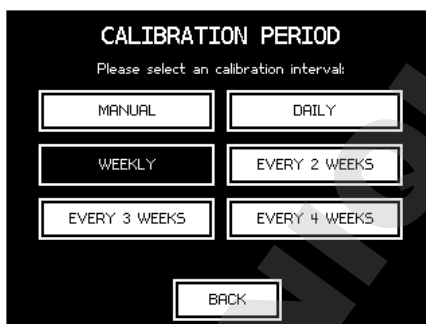 CALIBRATION PERIOD
Please select an calibration interval:
MANUAL
DAILY
WEEKLY
EVERY 2 WEEKS
EVERY 3 WEEKS
EVERY 4 WEEKS
BACK